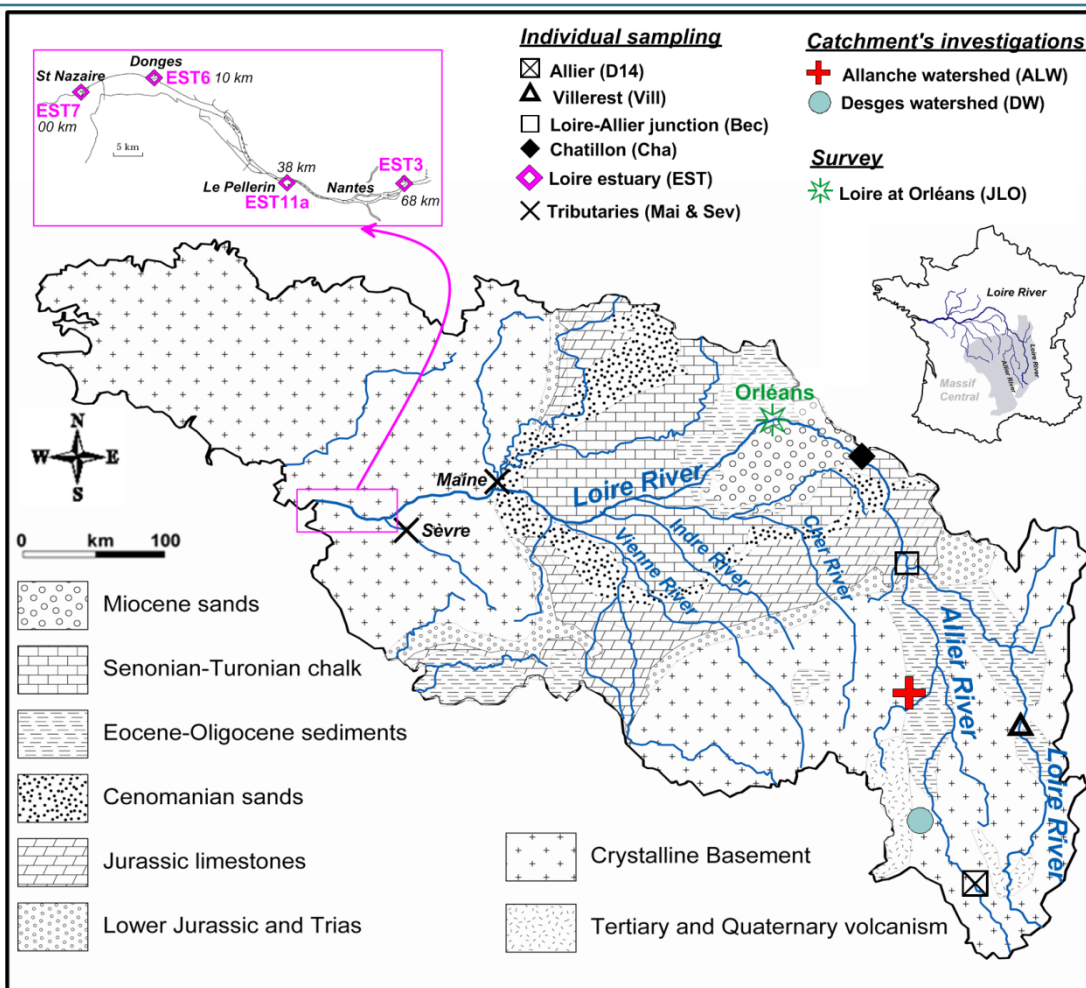 Donges
St Nazaire
EST6 10 km
EST7
00 km
5 km
38 km
EST3
Le Pellerin
Nantes
EST11a
68 km
Individual sampling
Allier (D14)
Villerest (Vill)
Loire-Allier junction (Bec)
Chatillon (Cha)
Loire estuary (EST)
Tributaries (Mai & Sev)
Catchment's investigations
Allanche watershed (ALW)
Desges watershed (DW)
Survey
Loire at Orléans (JLO)
Loire River
Loire River
Allier River
Massif
Central
Orléans
N
W E
S
Maine
Loire River
Sèvre
Vienne River
Indre River
Cher River
Allier River
Loire River
0 km 100
Miocene sands
Senonian-Turonian chalk
Eocene-Oligocene sediments
Cenomanian sands
Jurassic limestones
Lower Jurassic and Trias
Crystalline Basement
Tertiary and Quaternary volcanism